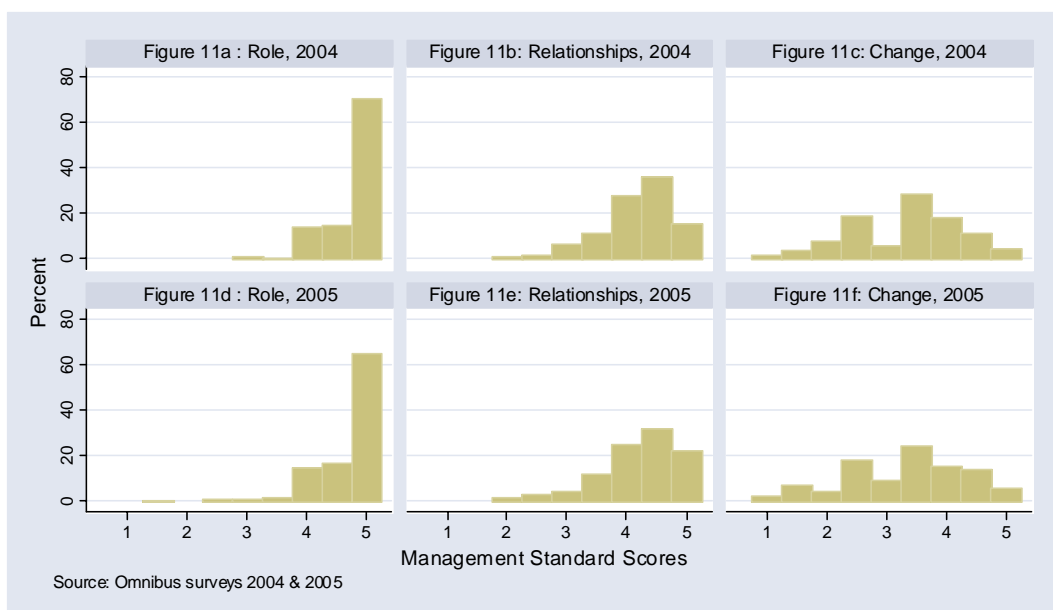 Figure 11a : Role, 2004
Figure 11b: Relationships, 2004
Figure 11c: Change, 2004
80
60
40
20
0
Figure 11d : Role, 2005
Figure 11e: Relationships, 2005
Figure 11f: Change, 2005
80
60
40
20
0
Percent
1 2 3 4 5
1 2 3 4 5
1 2 3 4 5
Management Standard Scores
Source: Omnibus surveys 2004 & 2005